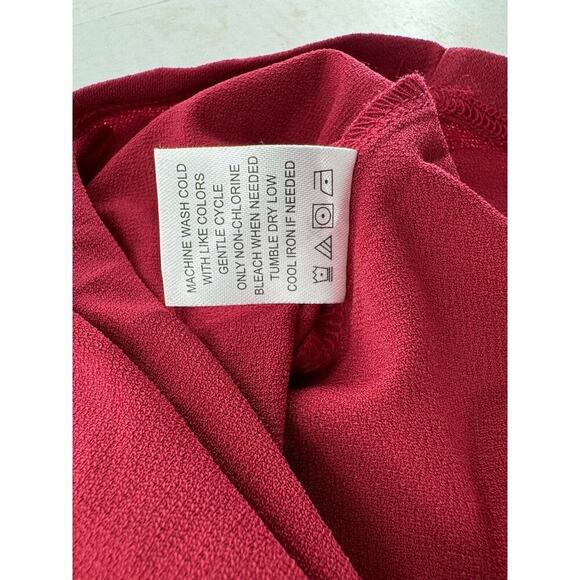 MACHINE WASH COLD
WITH LIKE COLORS
GENTLE CYCLE
ONLY NON-CHLORINE
BLEACH WHEN NEEDED
TUMBLE DRY LOW
COOL IRON IF NEEDED